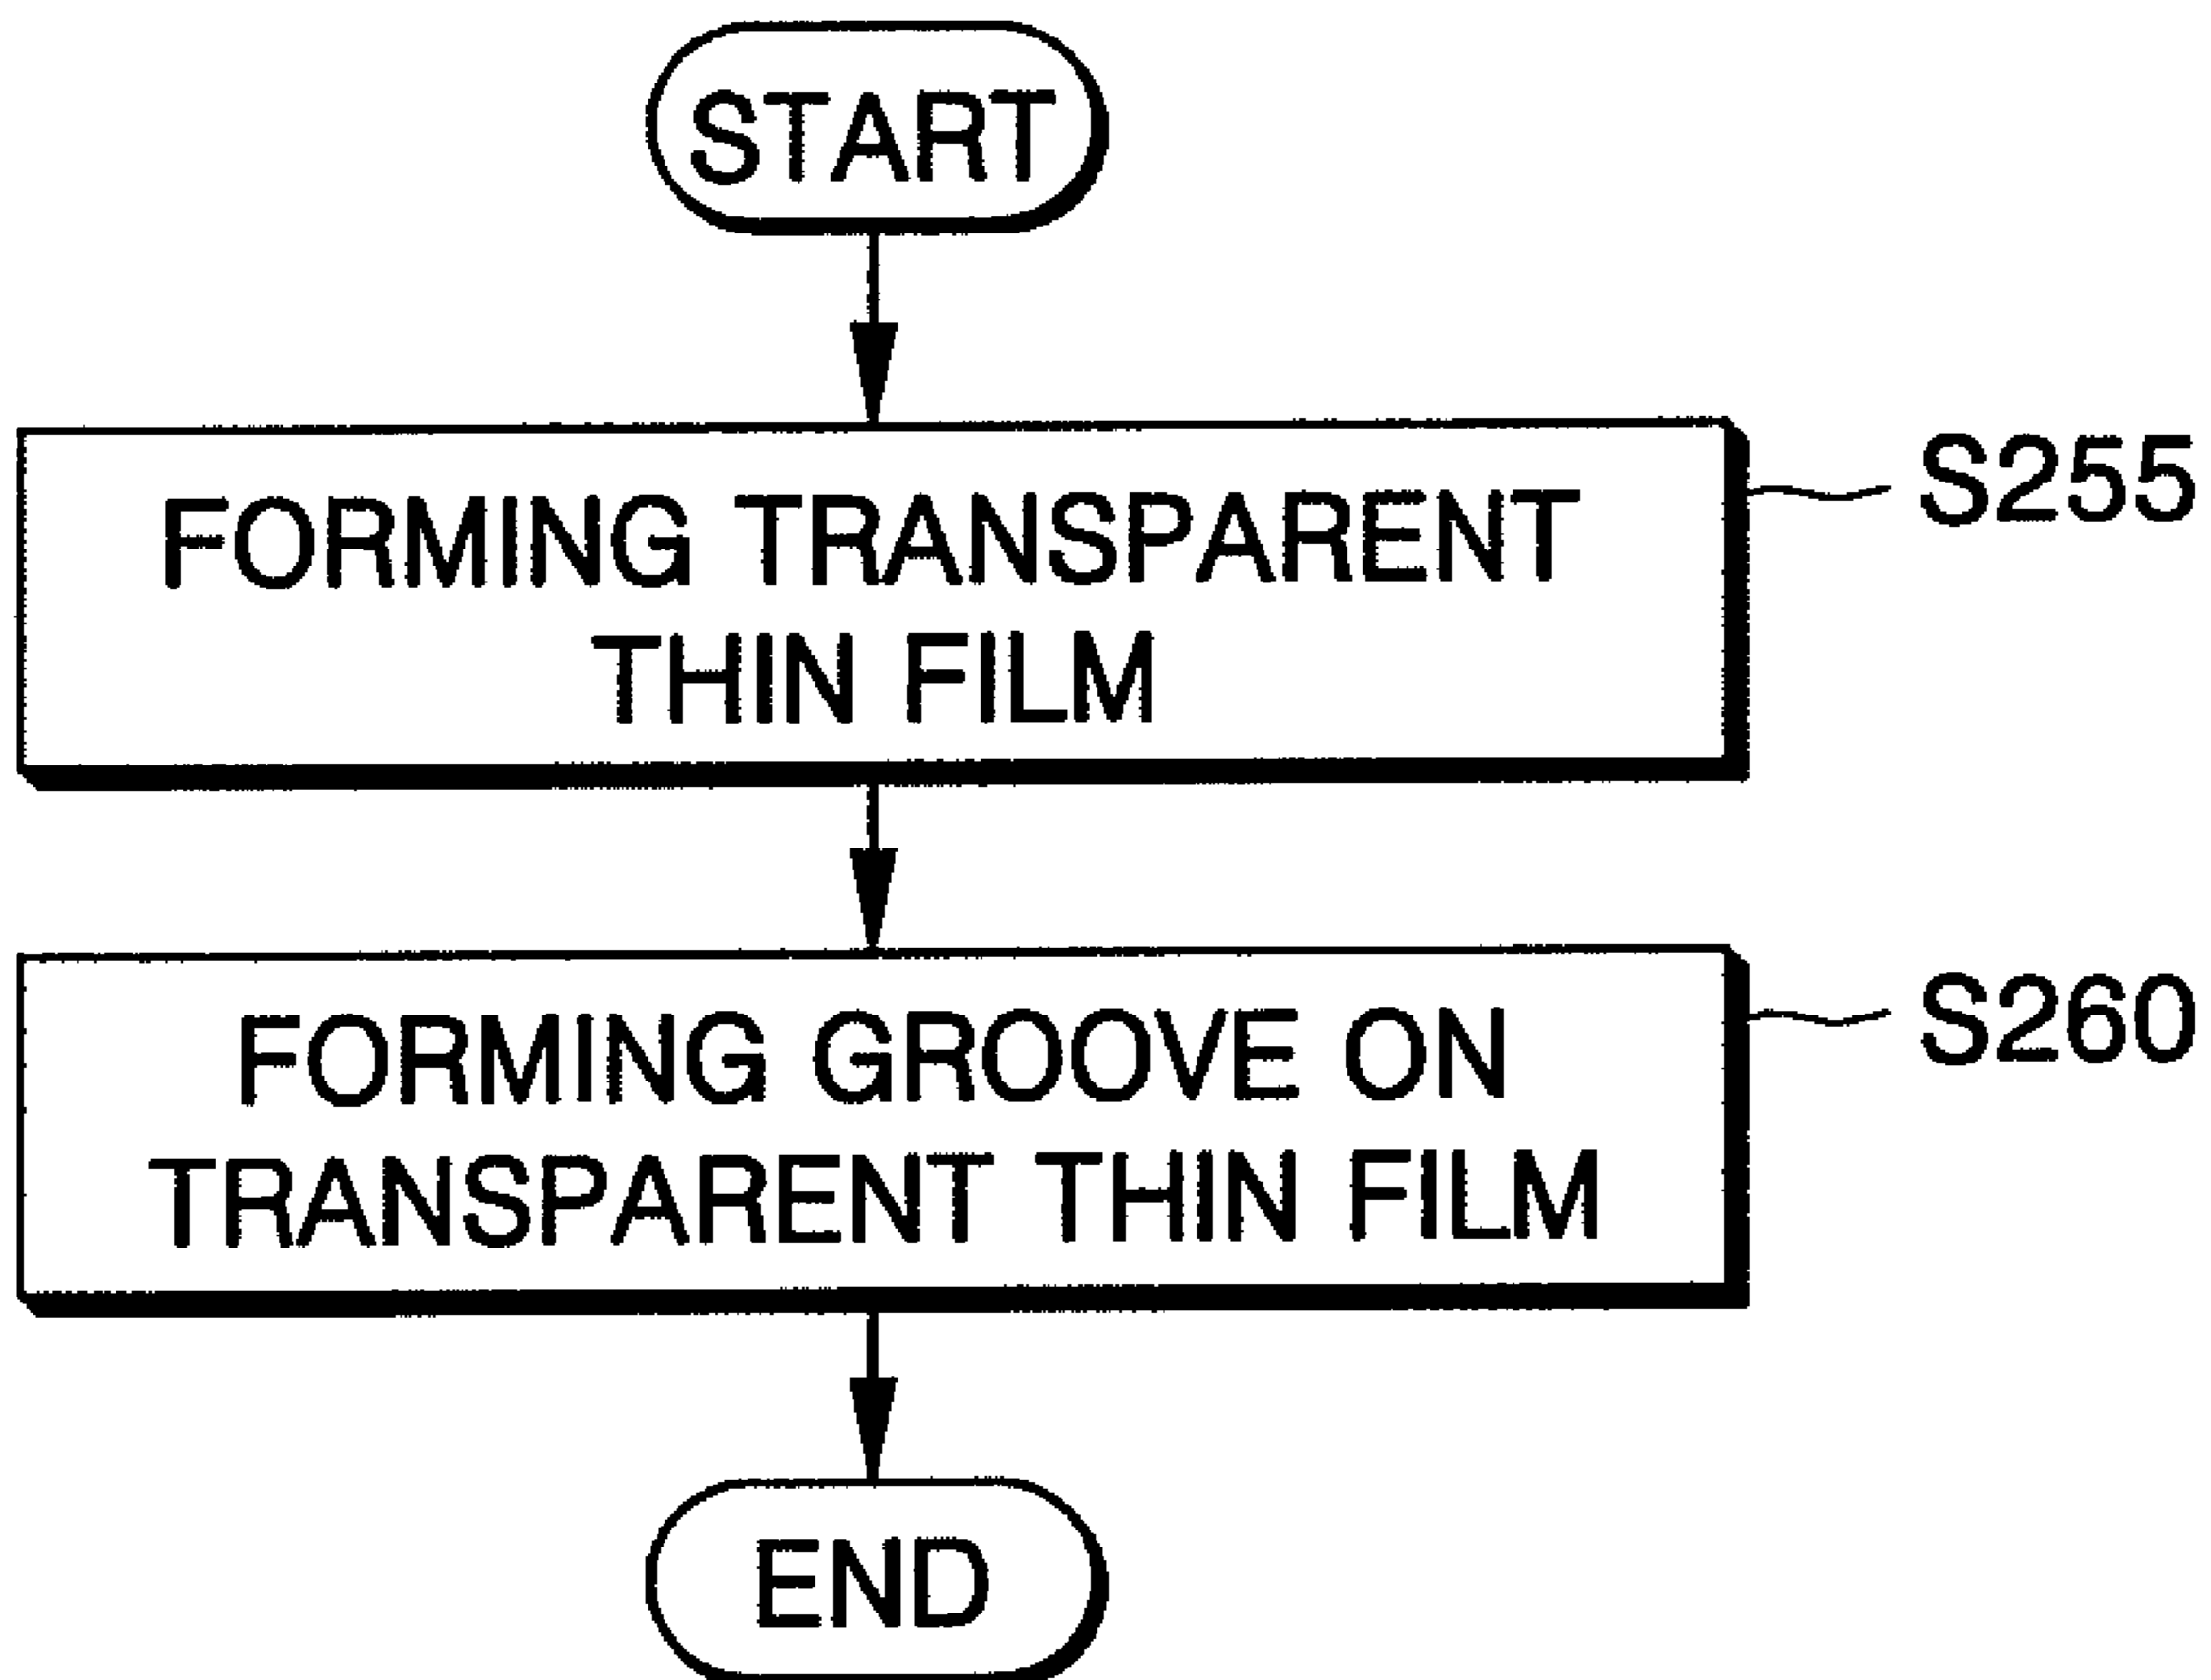 START
FORMING TRANSPARENT
THIN FILM
S255
FORMING GROOVE ON
TRANSPARENT THIN FILM
S260
END